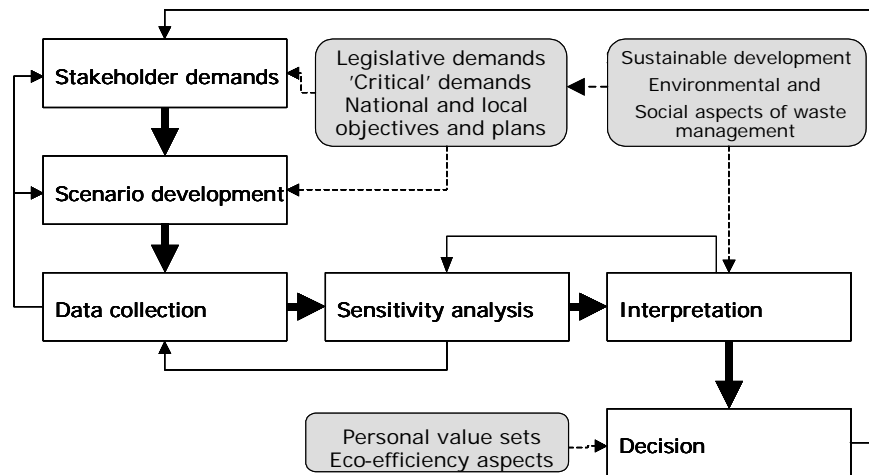 Stakeholder demands
Legislative demands
'Critical' demands
National and local
objectives and plans
Sustainable development
Environmental and
Social aspects of waste
management
Scenario development
Data collection
Sensitivity analysis
Interpretation
Personal value sets
Eco-efficiency aspects
Decision